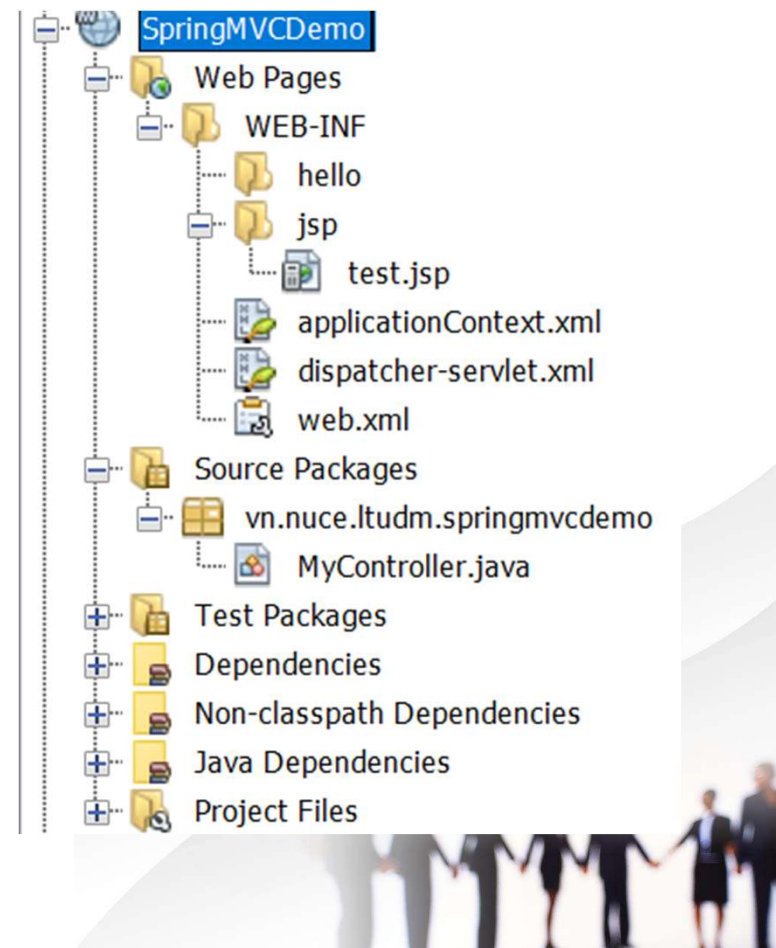 SpringMVCDemo
Web Pages
WEB-INF
hello
jsp
test.jsp
applicationContext.xml
dispatcher-servlet.xml
web.xml
Source Packages
vn.nuce.ltudm.springmvcdemo
MyController.java
Test Packages
Dependencies
Non-classpath Dependencies
Java Dependencies
Project Files